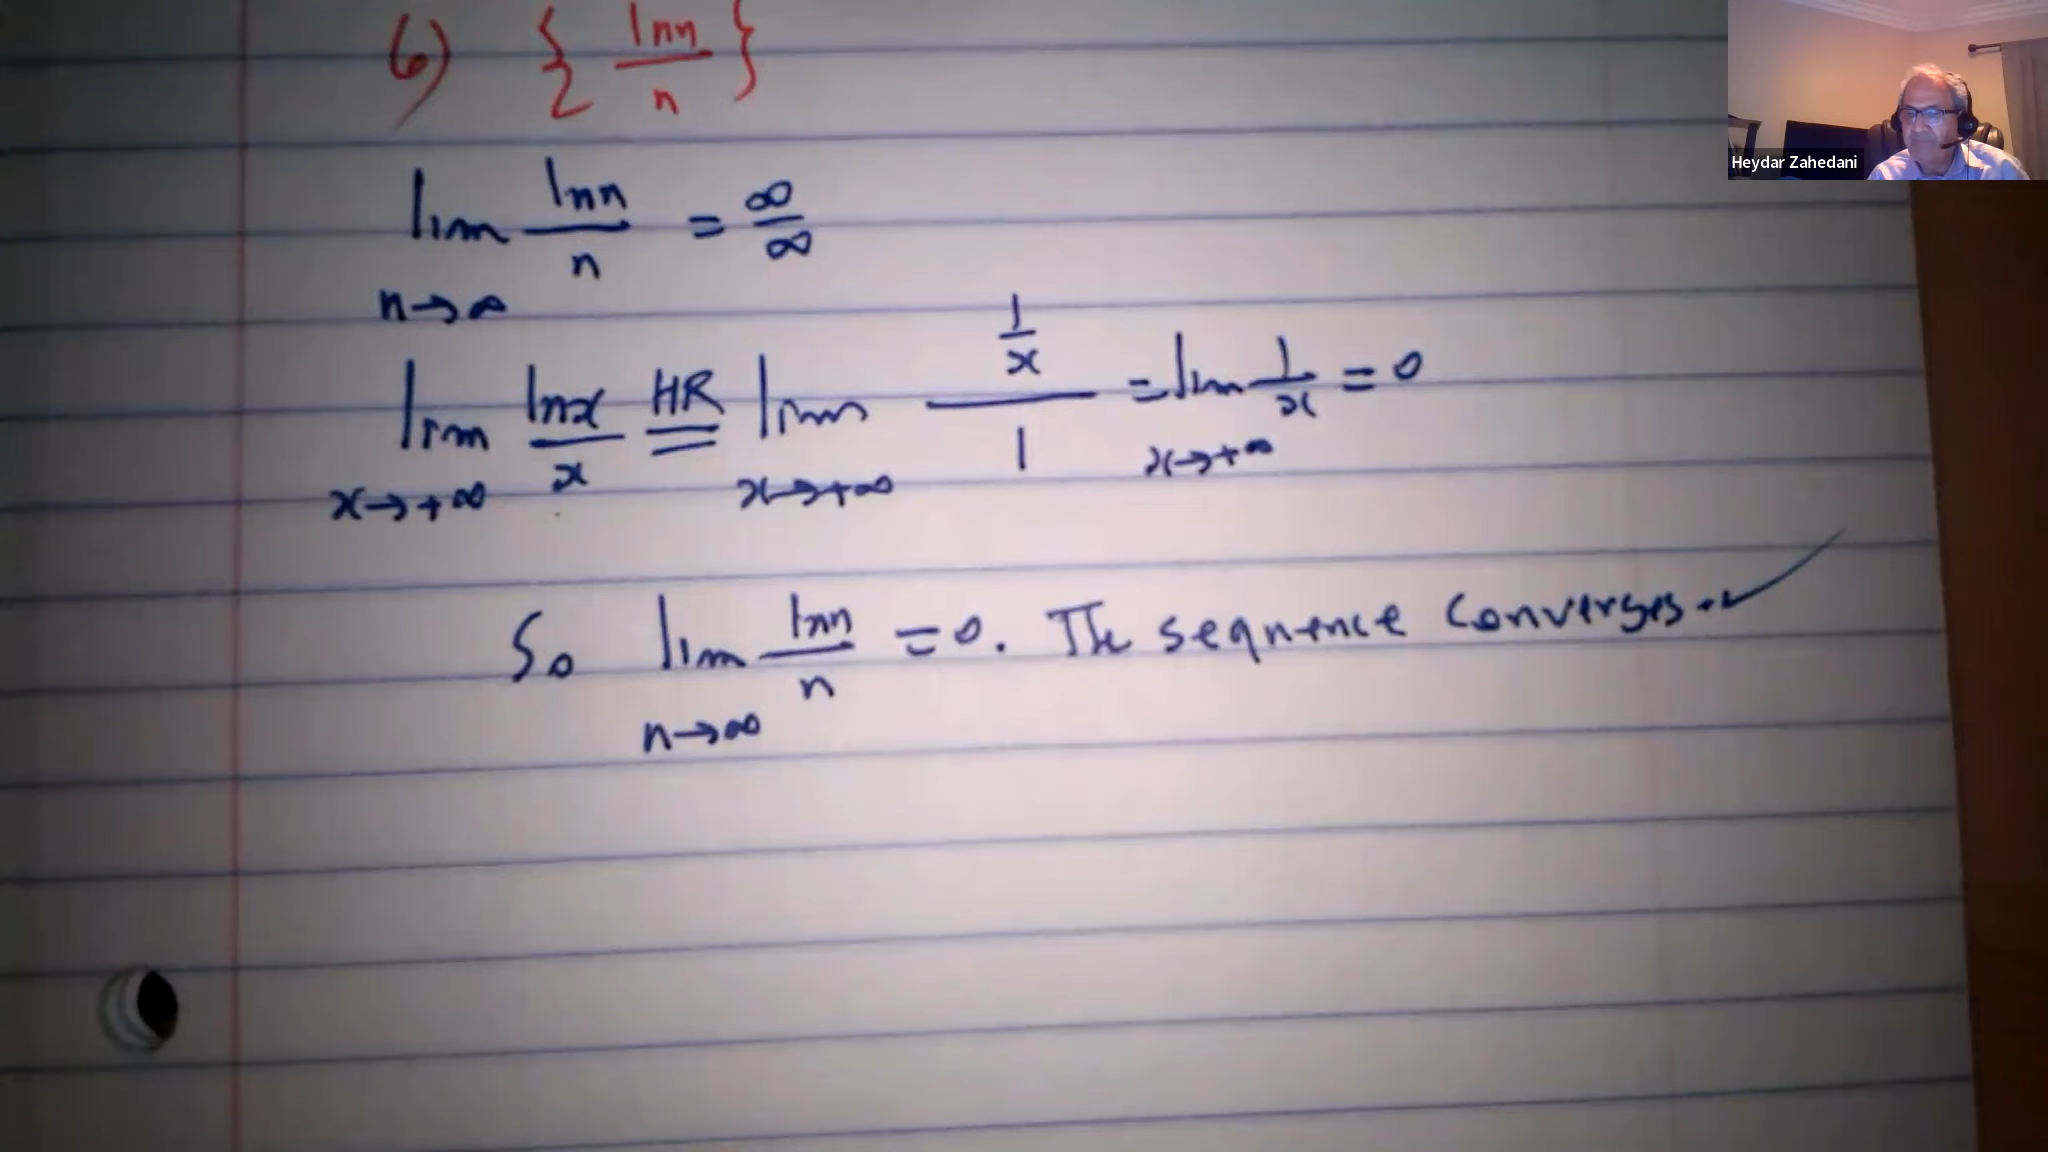 6) { ln n / n }
Heydar Zahedani
lim n→∞ ln n / n = ∞/∞
lim x→+∞ ln x / x HR= lim x→+∞ (1/x) / 1 = lim x→+∞ 1/x = 0
So lim n→∞ ln n / n = 0. The sequence Converges. ✓